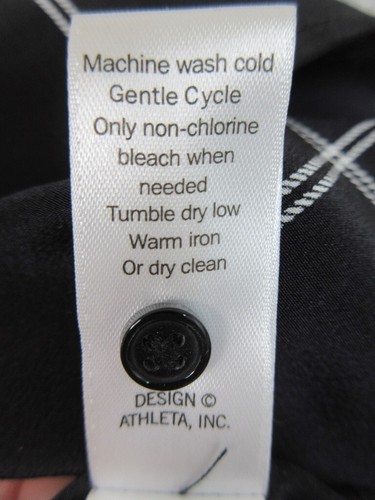 Machine wash cold
Gentle Cycle
Only non-chlorine
bleach when
needed
Tumble dry low
Warm iron
Or dry clean
DESIGN ©
ATHLETA, INC.